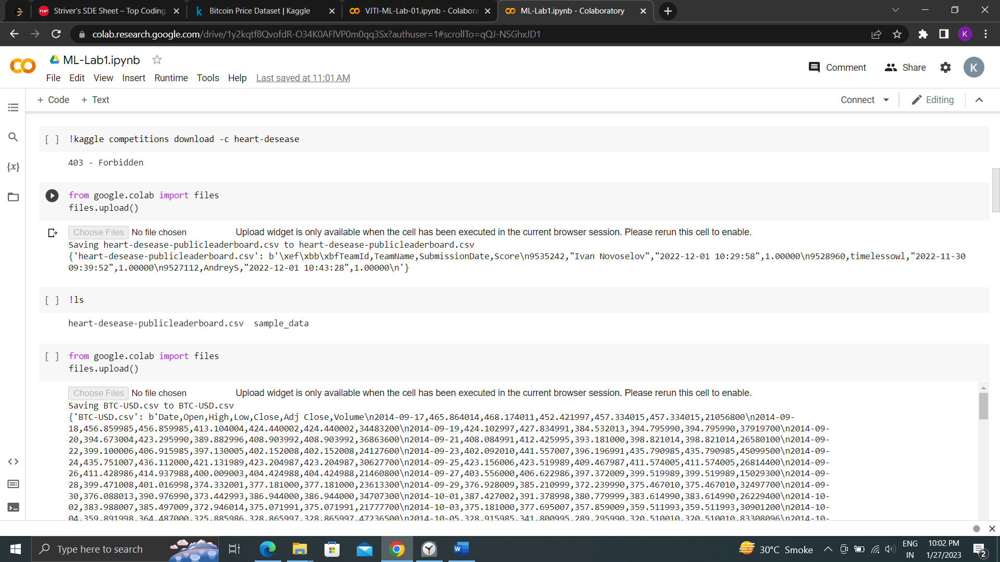 Striver's SDE Sheet – Top Coding
Bitcoin Price Dataset | Kaggle
VJTI-ML-Lab-01.ipynb - Colabora
ML-Lab1.ipynb - Colaboratory
colab.research.google.com/drive/1y2kqtf8QvofdR-O34K0AFlVP0m0qq3Sx?authuser=1#scrollTo=qQJ-NSGhxJD1
K
ML-Lab1.ipynb
Comment
Share
K
File Edit View Insert Runtime Tools Help Last saved at 11:01 AM
+ Code + Text
Connect
Editing
[ ] !kaggle competitions download -c heart-desease
403 - Forbidden
{x}
from google.colab import files
files.upload()
Choose Files No file chosen Upload widget is only available when the cell has been executed in the current browser session. Please rerun this cell to enable.
Saving heart-desease-publicleaderboard.csv to heart-desease-publicleaderboard.csv
{'heart-desease-publicleaderboard.csv': b'\xef\xbb\xbfTeamId,TeamName,SubmissionDate,Score\n9535242,"Ivan Novoselov","2022-12-01 10:29:58",1.00000\n9528960,timelessowl,"2022-11-30
09:39:52",1.00000\n9527112,AndreyS,"2022-12-01 10:43:28",1.00000\n'}
[ ] !ls
heart-desease-publicleaderboard.csv sample_data
[ ] from google.colab import files
files.upload()
Choose Files No file chosen Upload widget is only available when the cell has been executed in the current browser session. Please rerun this cell to enable.
Saving BTC-USD.csv to BTC-USD.csv
{'BTC-USD.csv': b'Date,Open,High,Low,Close,Adj Close,Volume\n2014-09-17,465.864014,468.174011,452.421997,457.334015,457.334015,21056800\n2014-09-
18,456.859985,456.859985,413.104004,424.440002,424.440002,34483200\n2014-09-19,424.102997,427.834991,384.532013,394.795990,394.795990,37919700\n2014-09-
20,394.673004,423.295990,389.882996,408.903992,408.903992,36863600\n2014-09-21,408.084991,412.425995,393.181000,398.821014,398.821014,26580100\n2014-09-
22,399.100006,406.915985,397.130005,402.152008,402.152008,24127600\n2014-09-23,402.092010,441.557007,396.196991,435.790985,435.790985,45099500\n2014-09-
24,435.751007,436.112000,421.131989,423.204987,423.204987,30627700\n2014-09-25,423.156006,423.519989,409.467987,411.574005,411.574005,26814400\n2014-09-
26,411.428986,414.937988,400.009003,404.424988,404.424988,21460800\n2014-09-27,403.556000,406.622986,397.372009,399.519989,399.519989,15029300\n2014-09-
28,399.471008,401.016998,374.332001,377.181000,377.181000,23613300\n2014-09-29,376.928009,385.210999,372.239990,375.467010,375.467010,32497700\n2014-09-
30,376.088013,390.976990,373.442993,386.944000,386.944000,34707300\n2014-10-01,387.427002,391.378998,380.779999,383.614990,383.614990,26229400\n2014-10-
02,383.988007,385.497009,372.946014,375.071991,375.071991,21777700\n2014-10-03,375.181000,377.695007,357.859009,359.511993,359.511993,30901200\n2014-10-
04,359.891998,364.487000,325.885986,328.865997,328.865997,47236500\n2014-10-05,328.915985,341.800995,289.295990,320.510010,320.510010,83308096\n2014-10-
Type here to search
30°C Smoke
ENG
IN
10:02 PM
1/27/2023
2